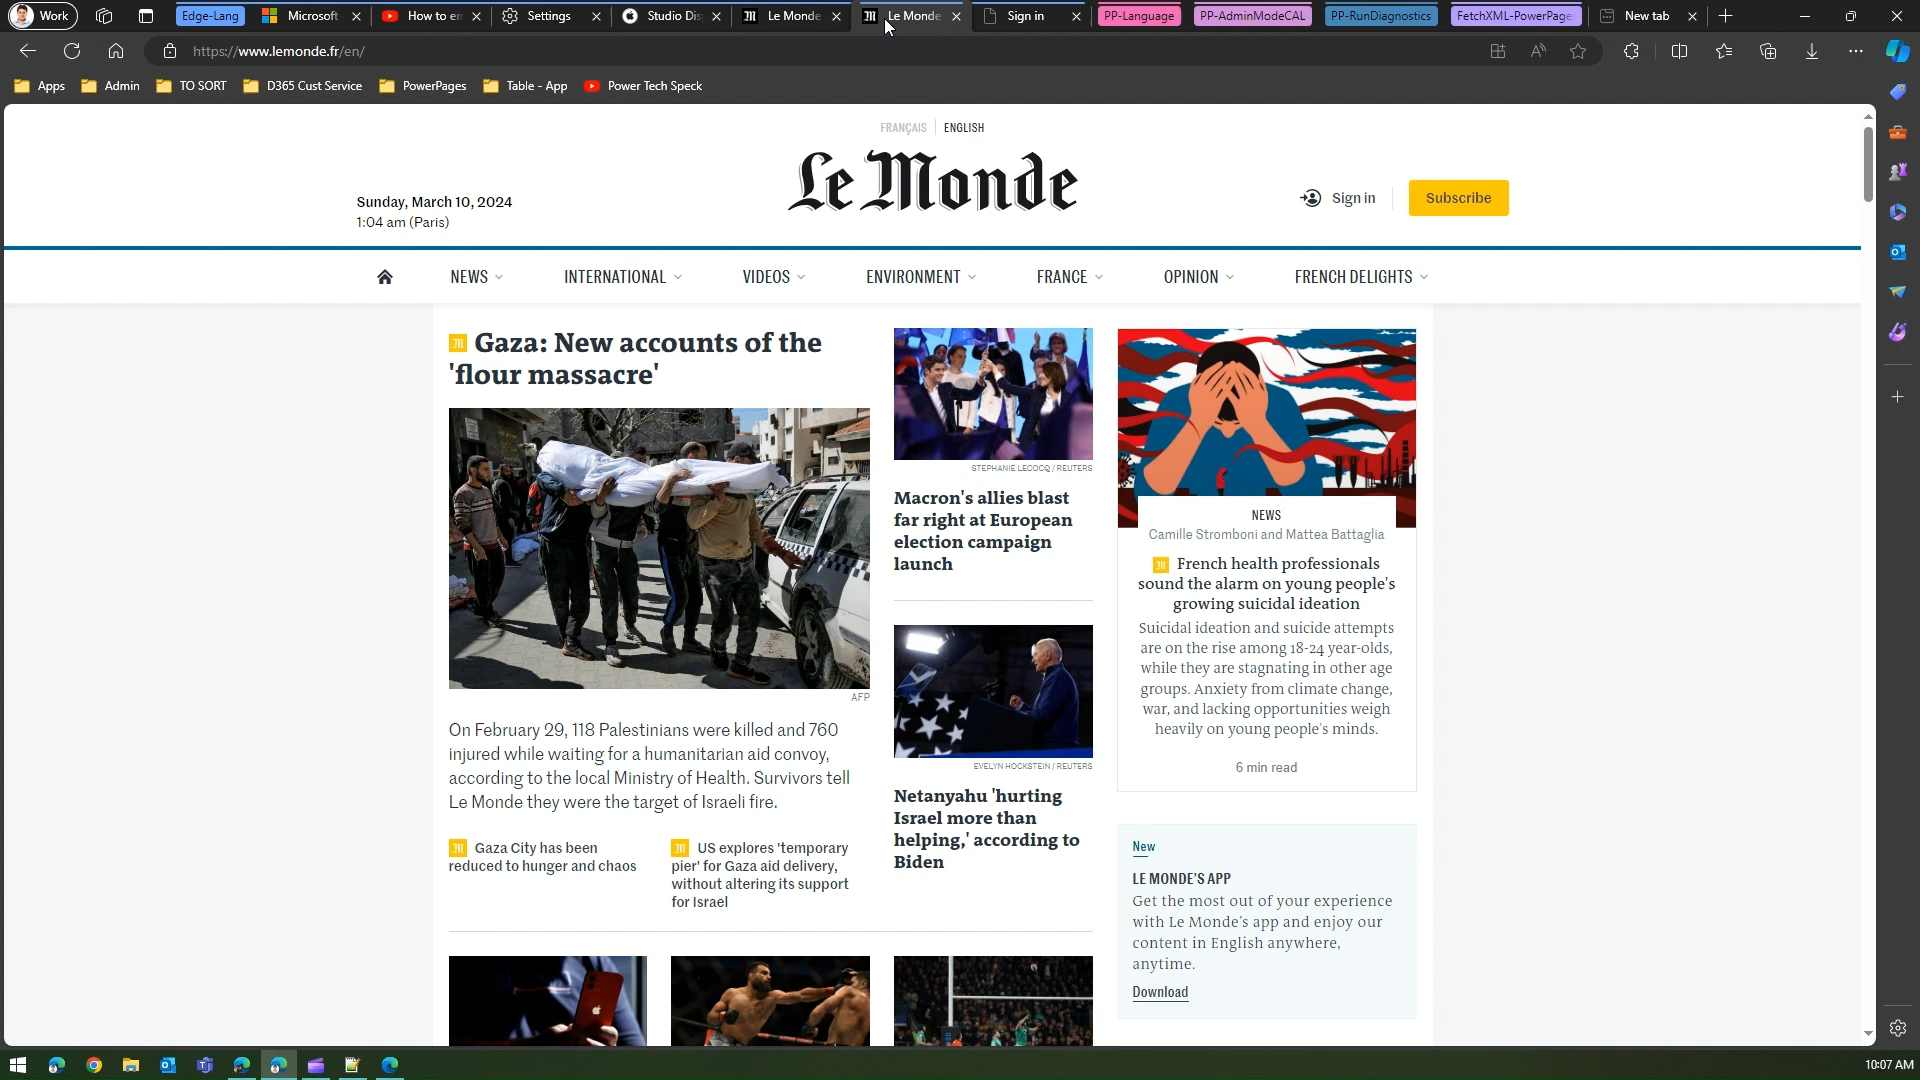 Work
Edge-Lang
Microsoft
How to en
Settings
Studio Dis
Le Monde
Le Monde
Sign in
PP-Language
PP-AdminModeCAL
PP-RunDiagnostics
FetchXML-PowerPage
New tab
https://www.lemonde.fr/en/
Apps
Admin
TO SORT
D365 Cust Service
PowerPages
Table - App
Power Tech Speck
FRANÇAIS
ENGLISH
Le Monde
Sunday, March 10, 2024
1:04 am (Paris)
Sign in
Subscribe
NEWS
INTERNATIONAL
VIDEOS
ENVIRONMENT
FRANCE
OPINION
FRENCH DELIGHTS
Gaza: New accounts of the
'flour massacre'
AFP
On February 29, 118 Palestinians were killed and 760
injured while waiting for a humanitarian aid convoy,
according to the local Ministry of Health. Survivors tell
Le Monde they were the target of Israeli fire.
Gaza City has been
reduced to hunger and chaos
US explores 'temporary
pier' for Gaza aid delivery,
without altering its support
for Israel
STEPHANIE LECOCQ / REUTERS
Macron's allies blast
far right at European
election campaign
launch
EVELYN HOCKSTEIN / REUTERS
Netanyahu 'hurting
Israel more than
helping,' according to
Biden
NEWS
Camille Stromboni and Mattea Battaglia
French health professionals
sound the alarm on young people's
growing suicidal ideation
Suicidal ideation and suicide attempts
are on the rise among 18-24 year-olds,
while they are stagnating in other age
groups. Anxiety from climate change,
war, and lacking opportunities weigh
heavily on young people's minds.
6 min read
New
LE MONDE'S APP
Get the most out of your experience
with Le Monde's app and enjoy our
content in English anywhere,
anytime.
Download
10:07 AM